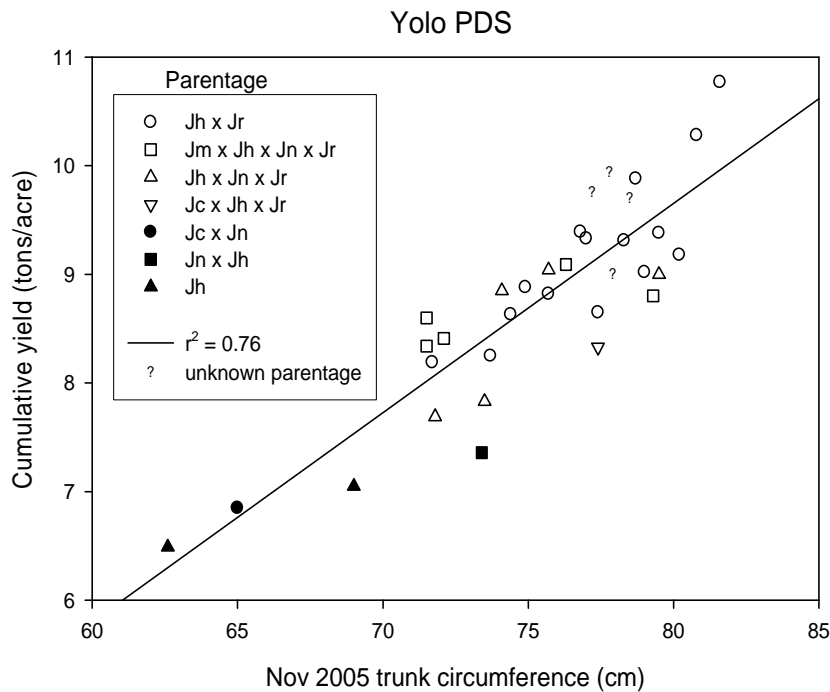 Yolo PDS
Parentage
Jh x Jr
Jm x Jh x Jn x Jr
Jh x Jn x Jr
Jc x Jh x Jr
Jc x Jn
Jn x Jh
Jh
r² = 0.76
? unknown parentage
Cumulative yield (tons/acre)
11
10
9
8
7
6
? ? ? ?
60 65 70 75 80 85
Nov 2005 trunk circumference (cm)